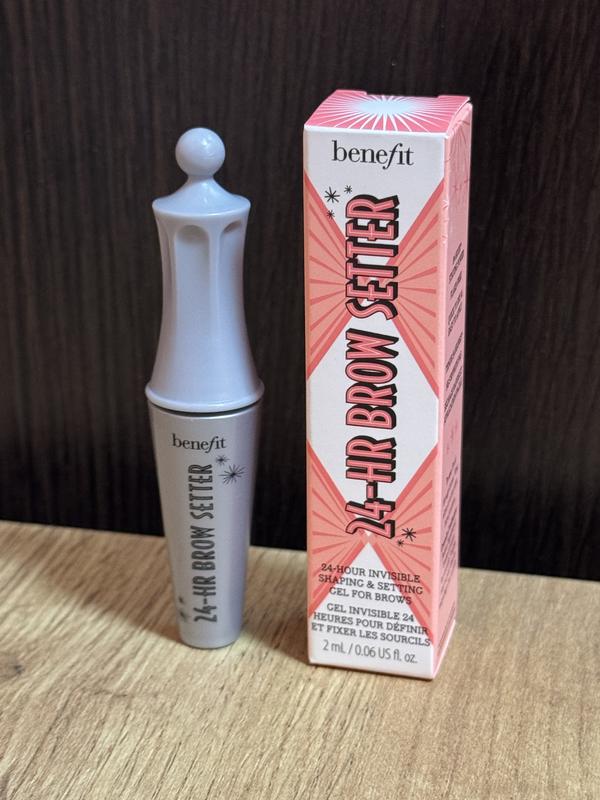 benefit
24-HR BROW SETTER
benefit
24-HR BROW SETTER
24-HOUR INVISIBLE
SHAPING & SETTING
GEL FOR BROWS
GEL INVISIBLE 24
HEURES POUR DÉFINIR
ET FIXER LES SOURCILS
2 mL / 0.06 US fl. oz.